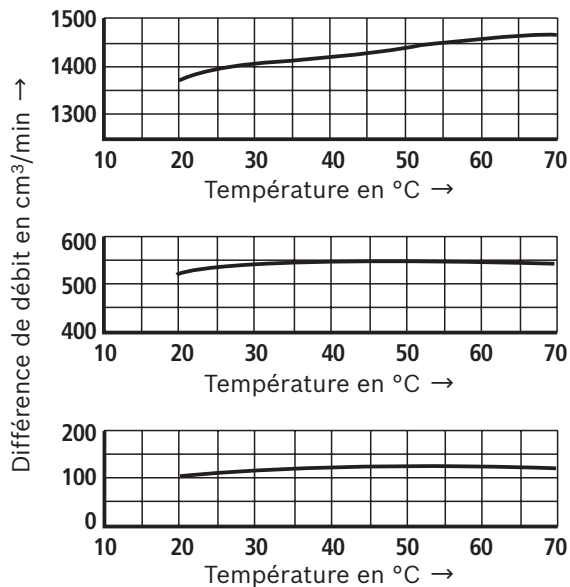 Différence de débit en cm³/min →
1500
1400
1300
10 20 30 40 50 60 70
Température en °C →
600
500
400
10 20 30 40 50 60 70
Température en °C →
200
100
0
10 20 30 40 50 60 70
Température en °C →